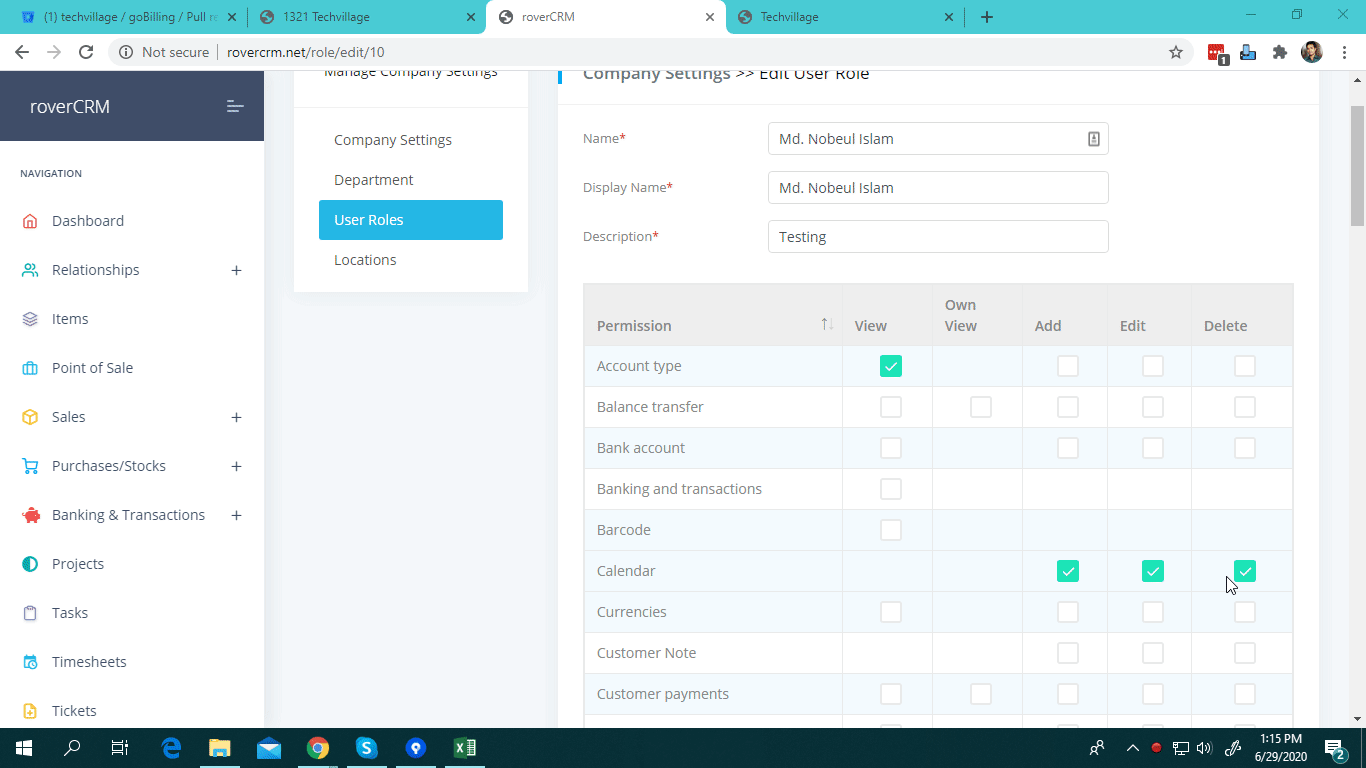 (1) techvillage / goBilling / Pull re
1321 Techvillage
roverCRM
Techvillage
Not secure
rovercrm.net/role/edit/10
1
roverCRM
NAVIGATION
Dashboard
Relationships
Items
Point of Sale
Sales
Purchases/Stocks
Banking & Transactions
Projects
Tasks
Timesheets
Tickets
Manage Company Settings
Company Settings
Department
User Roles
Locations
Company Settings >> Edit User Role
Name*
Md. Nobeul Islam
Display Name*
Md. Nobeul Islam
Description*
Testing
Permission View Own View Add Edit Delete
Account type
Balance transfer
Bank account
Banking and transactions
Barcode
Calendar
Currencies
Customer Note
Customer payments
1:15 PM
6/29/2020
2